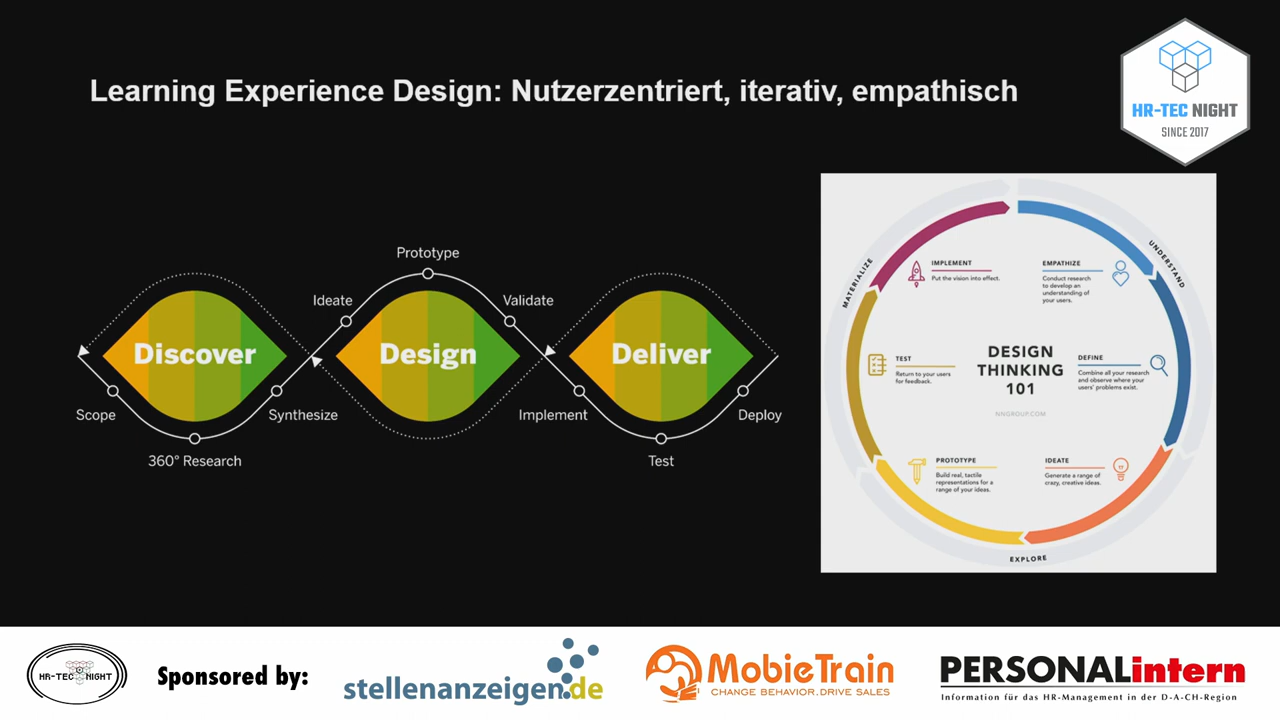 Learning Experience Design: Nutzerzentriert, iterativ, empathisch
HR-TEC NIGHT
SINCE 2017
Prototype
Ideate
Validate
Discover
Design
Deliver
Scope
Synthesize
Implement
Deploy
360° Research
Test
MATERIALIZE
UNDERSTAND
EXPLORE
IMPLEMENT
Put the vision into effect.
EMPATHIZE
Conduct research
to develop an
understanding of
your users.
TEST
Return to your users
for feedback.
DESIGN
THINKING
101
NNGROUP.COM
DEFINE
Combine all your research
and observe where your
users' problems exist.
PROTOTYPE
Build real, tactile
representations for a
range of your ideas.
IDEATE
Generate a range of
crazy, creative ideas.
HR-TEC NIGHT
Sponsored by:
stellenanzeigen.de
MobieTrain
CHANGE BEHAVIOR.DRIVE SALES
PERSONALintern
Information für das HR-Management in der D-A-CH-Region